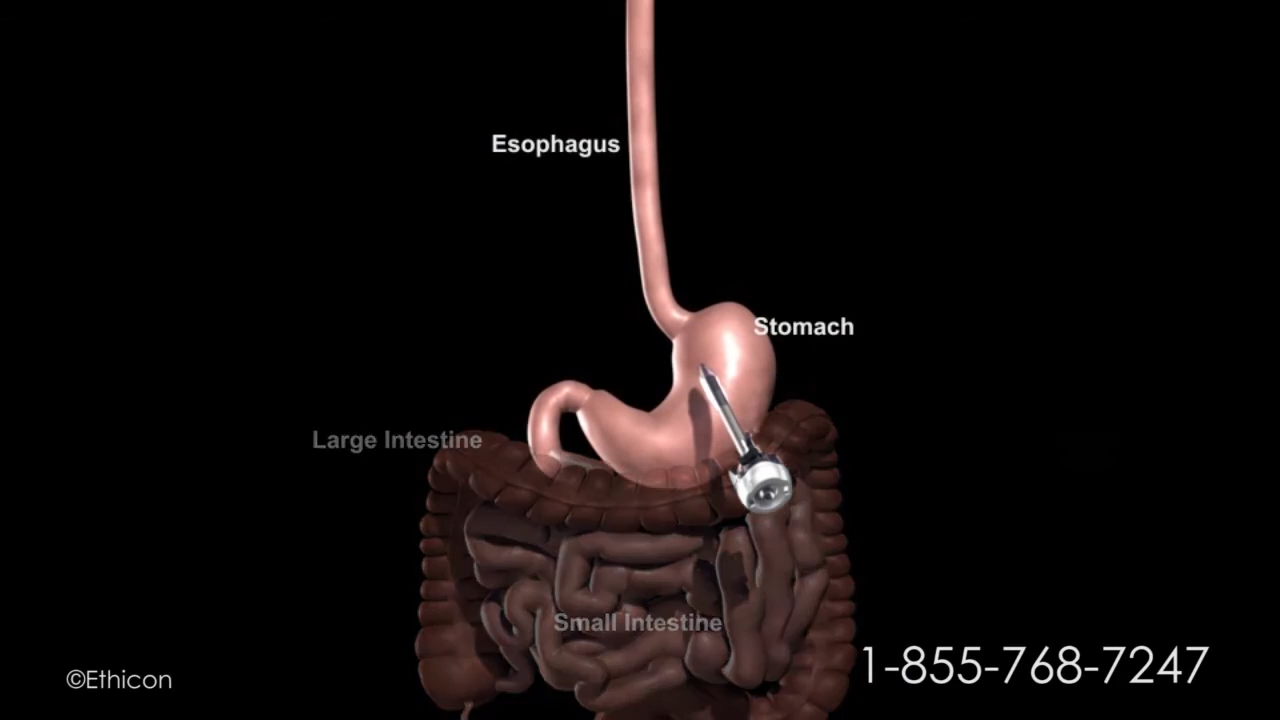 Esophagus
Stomach
Large Intestine
Small Intestine
©Ethicon
1-855-768-7247